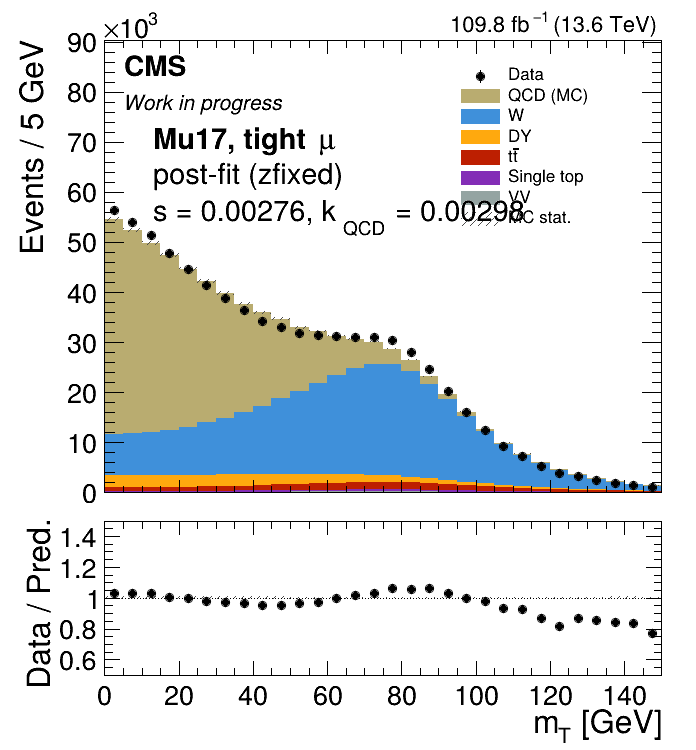 ×10³
109.8 fb⁻¹ (13.6 TeV)
Events / 5 GeV
90
80
70
60
50
40
30
20
10
0
CMS
Work in progress
Mu17, tight μ
post-fit (zfixed)
s = 0.00276, k_QCD = 0.00298
Data
QCD (MC)
W
DY
tt̄
Single top
VV
MC stat.
Data / Pred.
1.4
1.2
1
0.8
0.6
0 20 40 60 80 100 120 140
m_T [GeV]